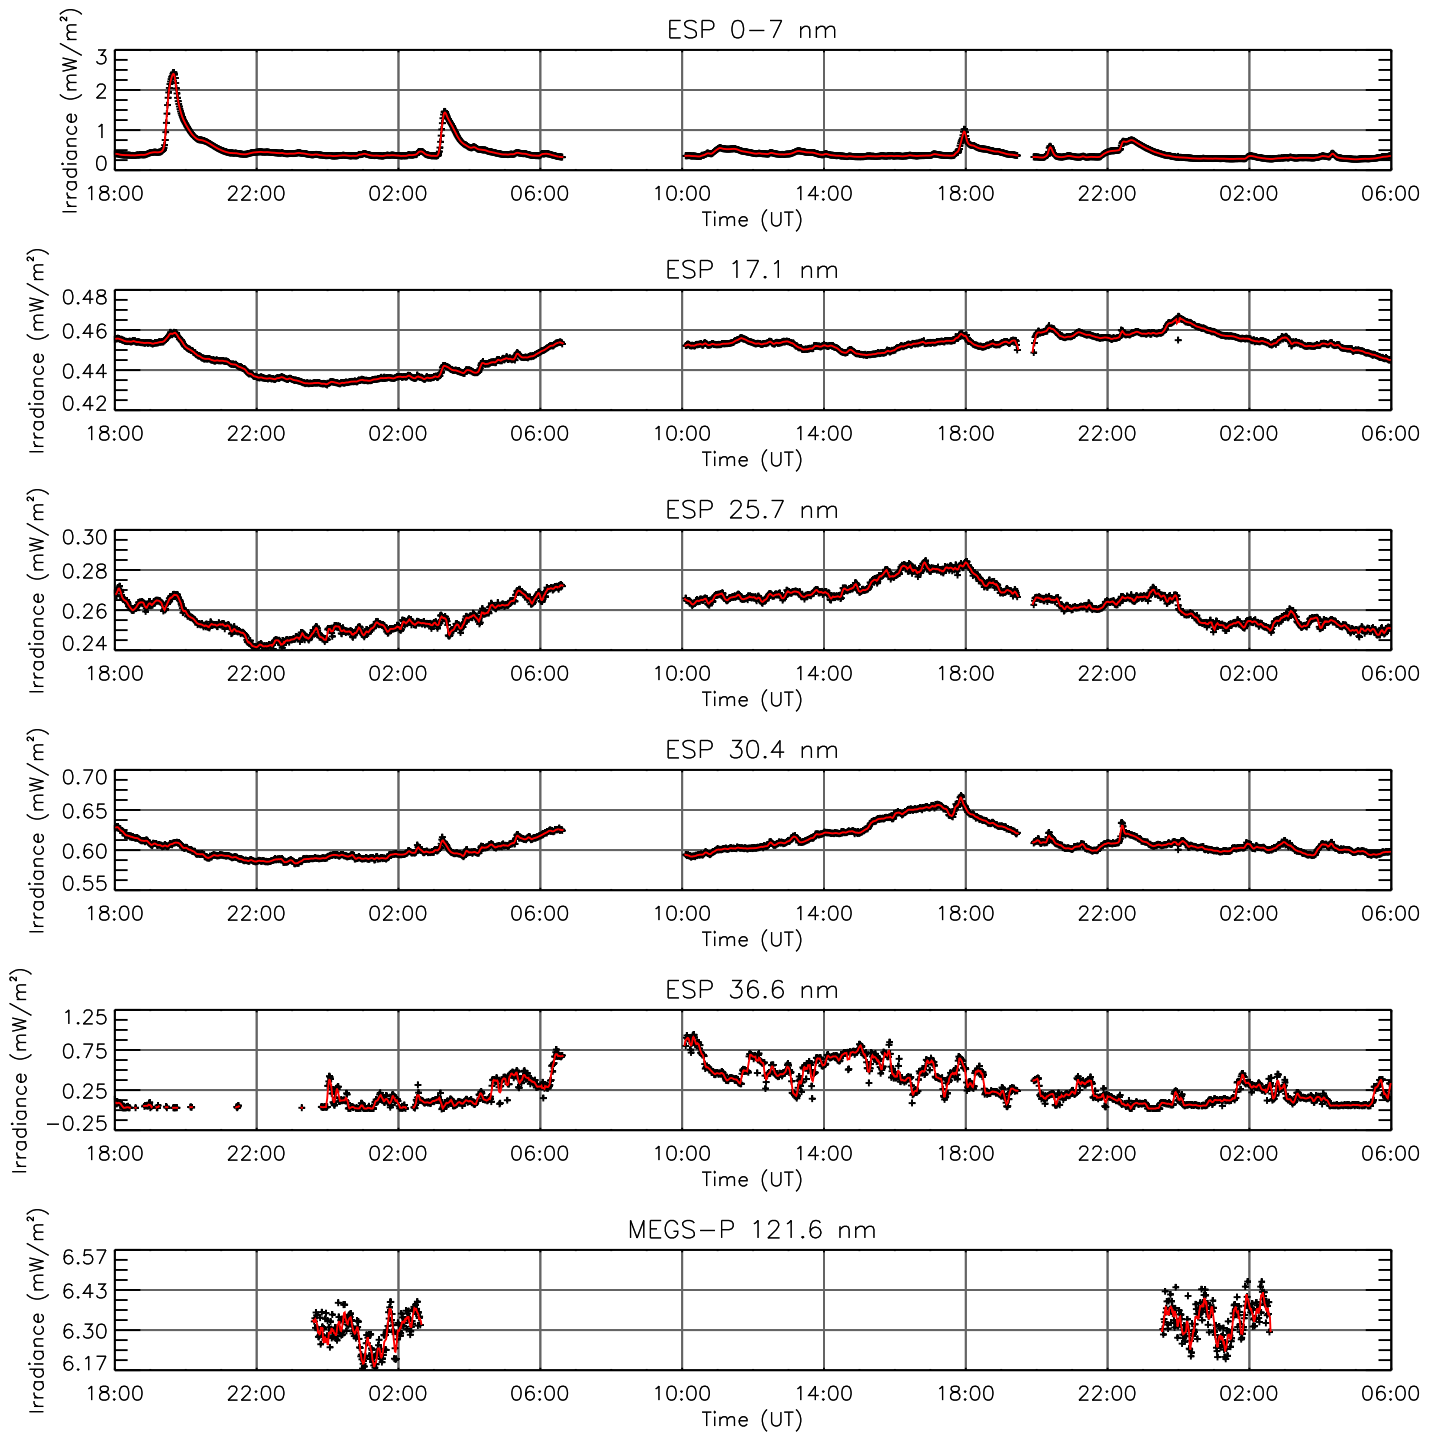 ESP 0-7 nm
Irradiance (mW/m²)
3
2
1
0
18:00 22:00 02:00 06:00 10:00 14:00 18:00 22:00 02:00 06:00
Time (UT)
ESP 17.1 nm
Irradiance (mW/m²)
0.48
0.46
0.44
0.42
18:00 22:00 02:00 06:00 10:00 14:00 18:00 22:00 02:00 06:00
Time (UT)
ESP 25.7 nm
Irradiance (mW/m²)
0.30
0.28
0.26
0.24
18:00 22:00 02:00 06:00 10:00 14:00 18:00 22:00 02:00 06:00
Time (UT)
ESP 30.4 nm
Irradiance (mW/m²)
0.70
0.65
0.60
0.55
18:00 22:00 02:00 06:00 10:00 14:00 18:00 22:00 02:00 06:00
Time (UT)
ESP 36.6 nm
Irradiance (mW/m²)
1.25
0.75
0.25
-0.25
18:00 22:00 02:00 06:00 10:00 14:00 18:00 22:00 02:00 06:00
Time (UT)
MEGS-P 121.6 nm
Irradiance (mW/m²)
6.57
6.43
6.30
6.17
18:00 22:00 02:00 06:00 10:00 14:00 18:00 22:00 02:00 06:00
Time (UT)